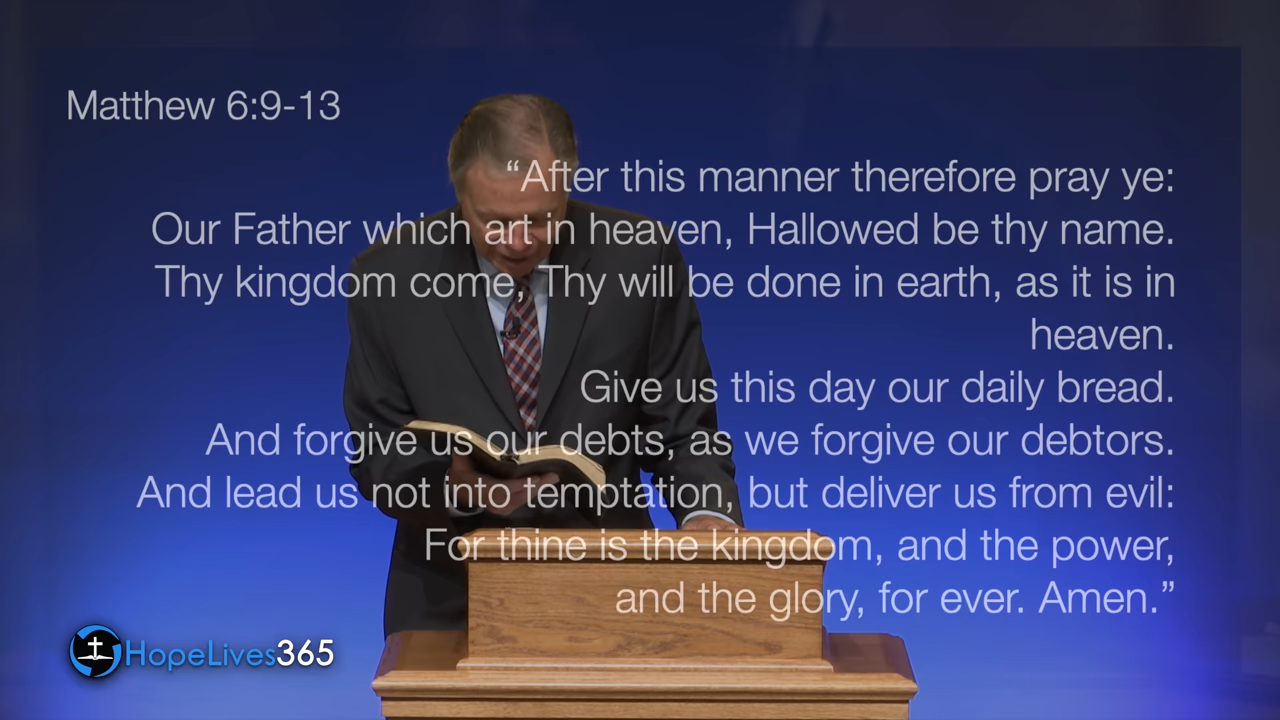 Matthew 6:9-13
“After this manner therefore pray ye:
Our Father which art in heaven, Hallowed be thy name.
Thy kingdom come, Thy will be done in earth, as it is in
heaven.
Give us this day our daily bread.
And forgive us our debts, as we forgive our debtors.
And lead us not into temptation, but deliver us from evil:
For thine is the kingdom, and the power,
and the glory, for ever. Amen.”
HopeLives365